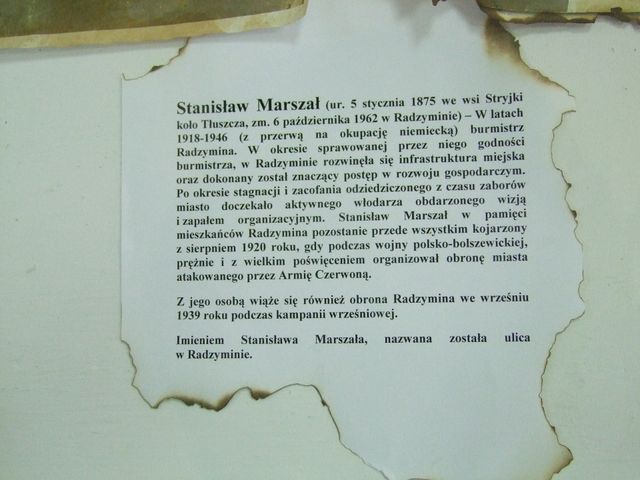 Stanisław Marszał (ur. 5 stycznia 1875 we wsi Stryjki
koło Tłuszcza, zm. 6 października 1962 w Radzyminie) – W latach
1918-1946 (z przerwą na okupację niemiecką) burmistrz
Radzymina. W okresie sprawowanej przez niego godności
burmistrza, w Radzyminie rozwinęła się infrastruktura miejska
oraz dokonany został znaczący postęp w rozwoju gospodarczym.
Po okresie stagnacji i zacofania odziedziczonego z czasu zaborów
miasto doczekało aktywnego włodarza obdarzonego wizją
i zapałem organizacyjnym. Stanisław Marszał w pamięci
mieszkańców Radzymina pozostanie przede wszystkim kojarzony
z sierpniem 1920 roku, gdy podczas wojny polsko-bolszewickiej,
prężnie i z wielkim poświęceniem organizował obronę miasta
atakowanego przez Armię Czerwoną.
Z jego osobą wiąże się również obrona Radzymina we wrześniu
1939 roku podczas kampanii wrześniowej.
Imieniem Stanisława Marszała, nazwana została ulica
w Radzyminie.